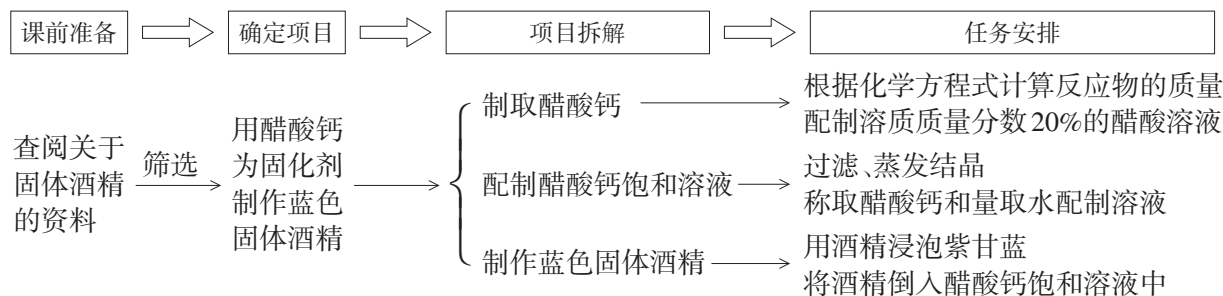 课前准备 确定项目 项目拆解 任务安排
查阅关于
固体酒精
的资料
筛选
用醋酸钙
为固化剂
制作蓝色
固体酒精
制取醋酸钙
根据化学方程式计算反应物的质量
配制溶质质量分数20%的醋酸溶液
配制醋酸钙饱和溶液
过滤、蒸发结晶
称取醋酸钙和量取水配制溶液
制作蓝色固体酒精
用酒精浸泡紫甘蓝
将酒精倒入醋酸钙饱和溶液中